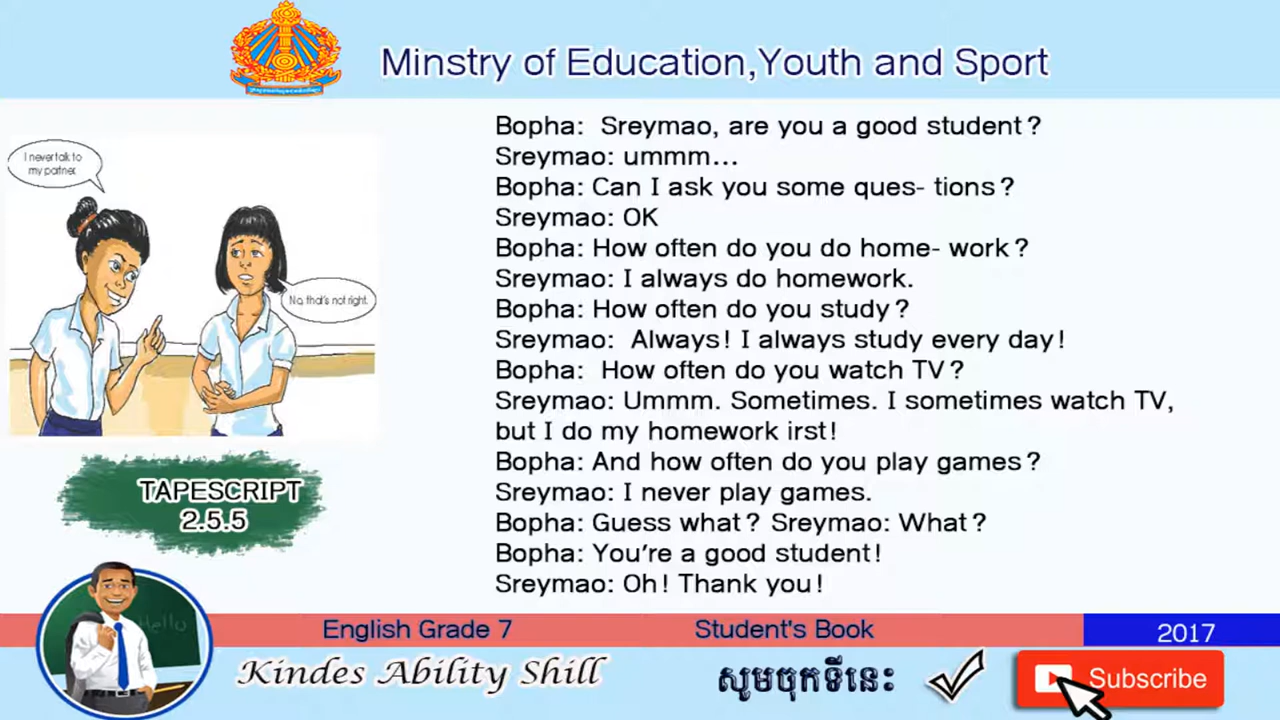 Minstry of Education,Youth and Sport
I never talk to
my partner.
No, that's not right.
Bopha: Sreymao, are you a good student?
Sreymao: ummm...
Bopha: Can I ask you some ques- tions?
Sreymao: OK
Bopha: How often do you do home- work?
Sreymao: I always do homework.
Bopha: How often do you study?
Sreymao: Always! I always study every day!
Bopha: How often do you watch TV?
Sreymao: Ummm. Sometimes. I sometimes watch TV,
but I do my homework irst!
Bopha: And how often do you play games?
Sreymao: I never play games.
Bopha: Guess what? Sreymao: What?
Bopha: You're a good student!
Sreymao: Oh! Thank you!
TAPESCRIPT
2.5.5
Hello
English Grade 7
Student's Book
2017
Kindes Ability Shill
សូមចុកទីនេះ
Subscribe